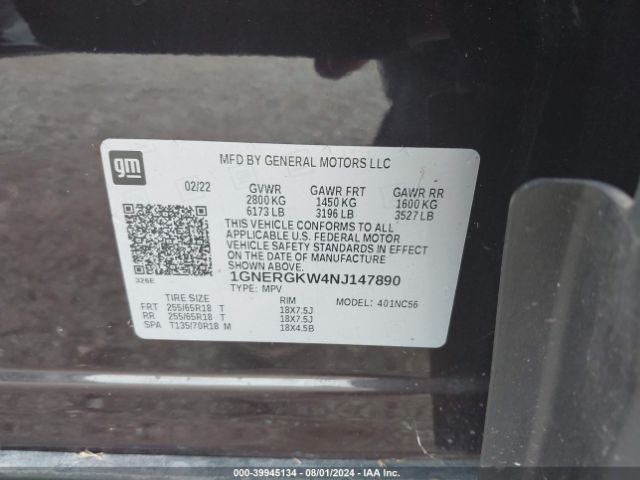 gm
MFD BY GENERAL MOTORS LLC
02/22 GVWR GAWR FRT GAWR RR
2800 KG 1450 KG 1600 KG
6173 LB 3196 LB 3527 LB
THIS VEHICLE CONFORMS TO ALL
APPLICABLE U.S. FEDERAL MOTOR
VEHICLE SAFETY STANDARDS IN EFFECT
ON THE DATE OF MANUFACTURE
SHOWN ABOVE.
326E
1GNERGKW4NJ147890
TYPE: MPV
TIRE SIZE RIM MODEL: 401NC56
FRT 255/65R18 T 18X7.5J
RR 255/65R18 T 18X7.5J
SPA T135/70R18 M 18X4.5B
© STOCK: 39945134 - 08/01/2024 - IAA Inc.